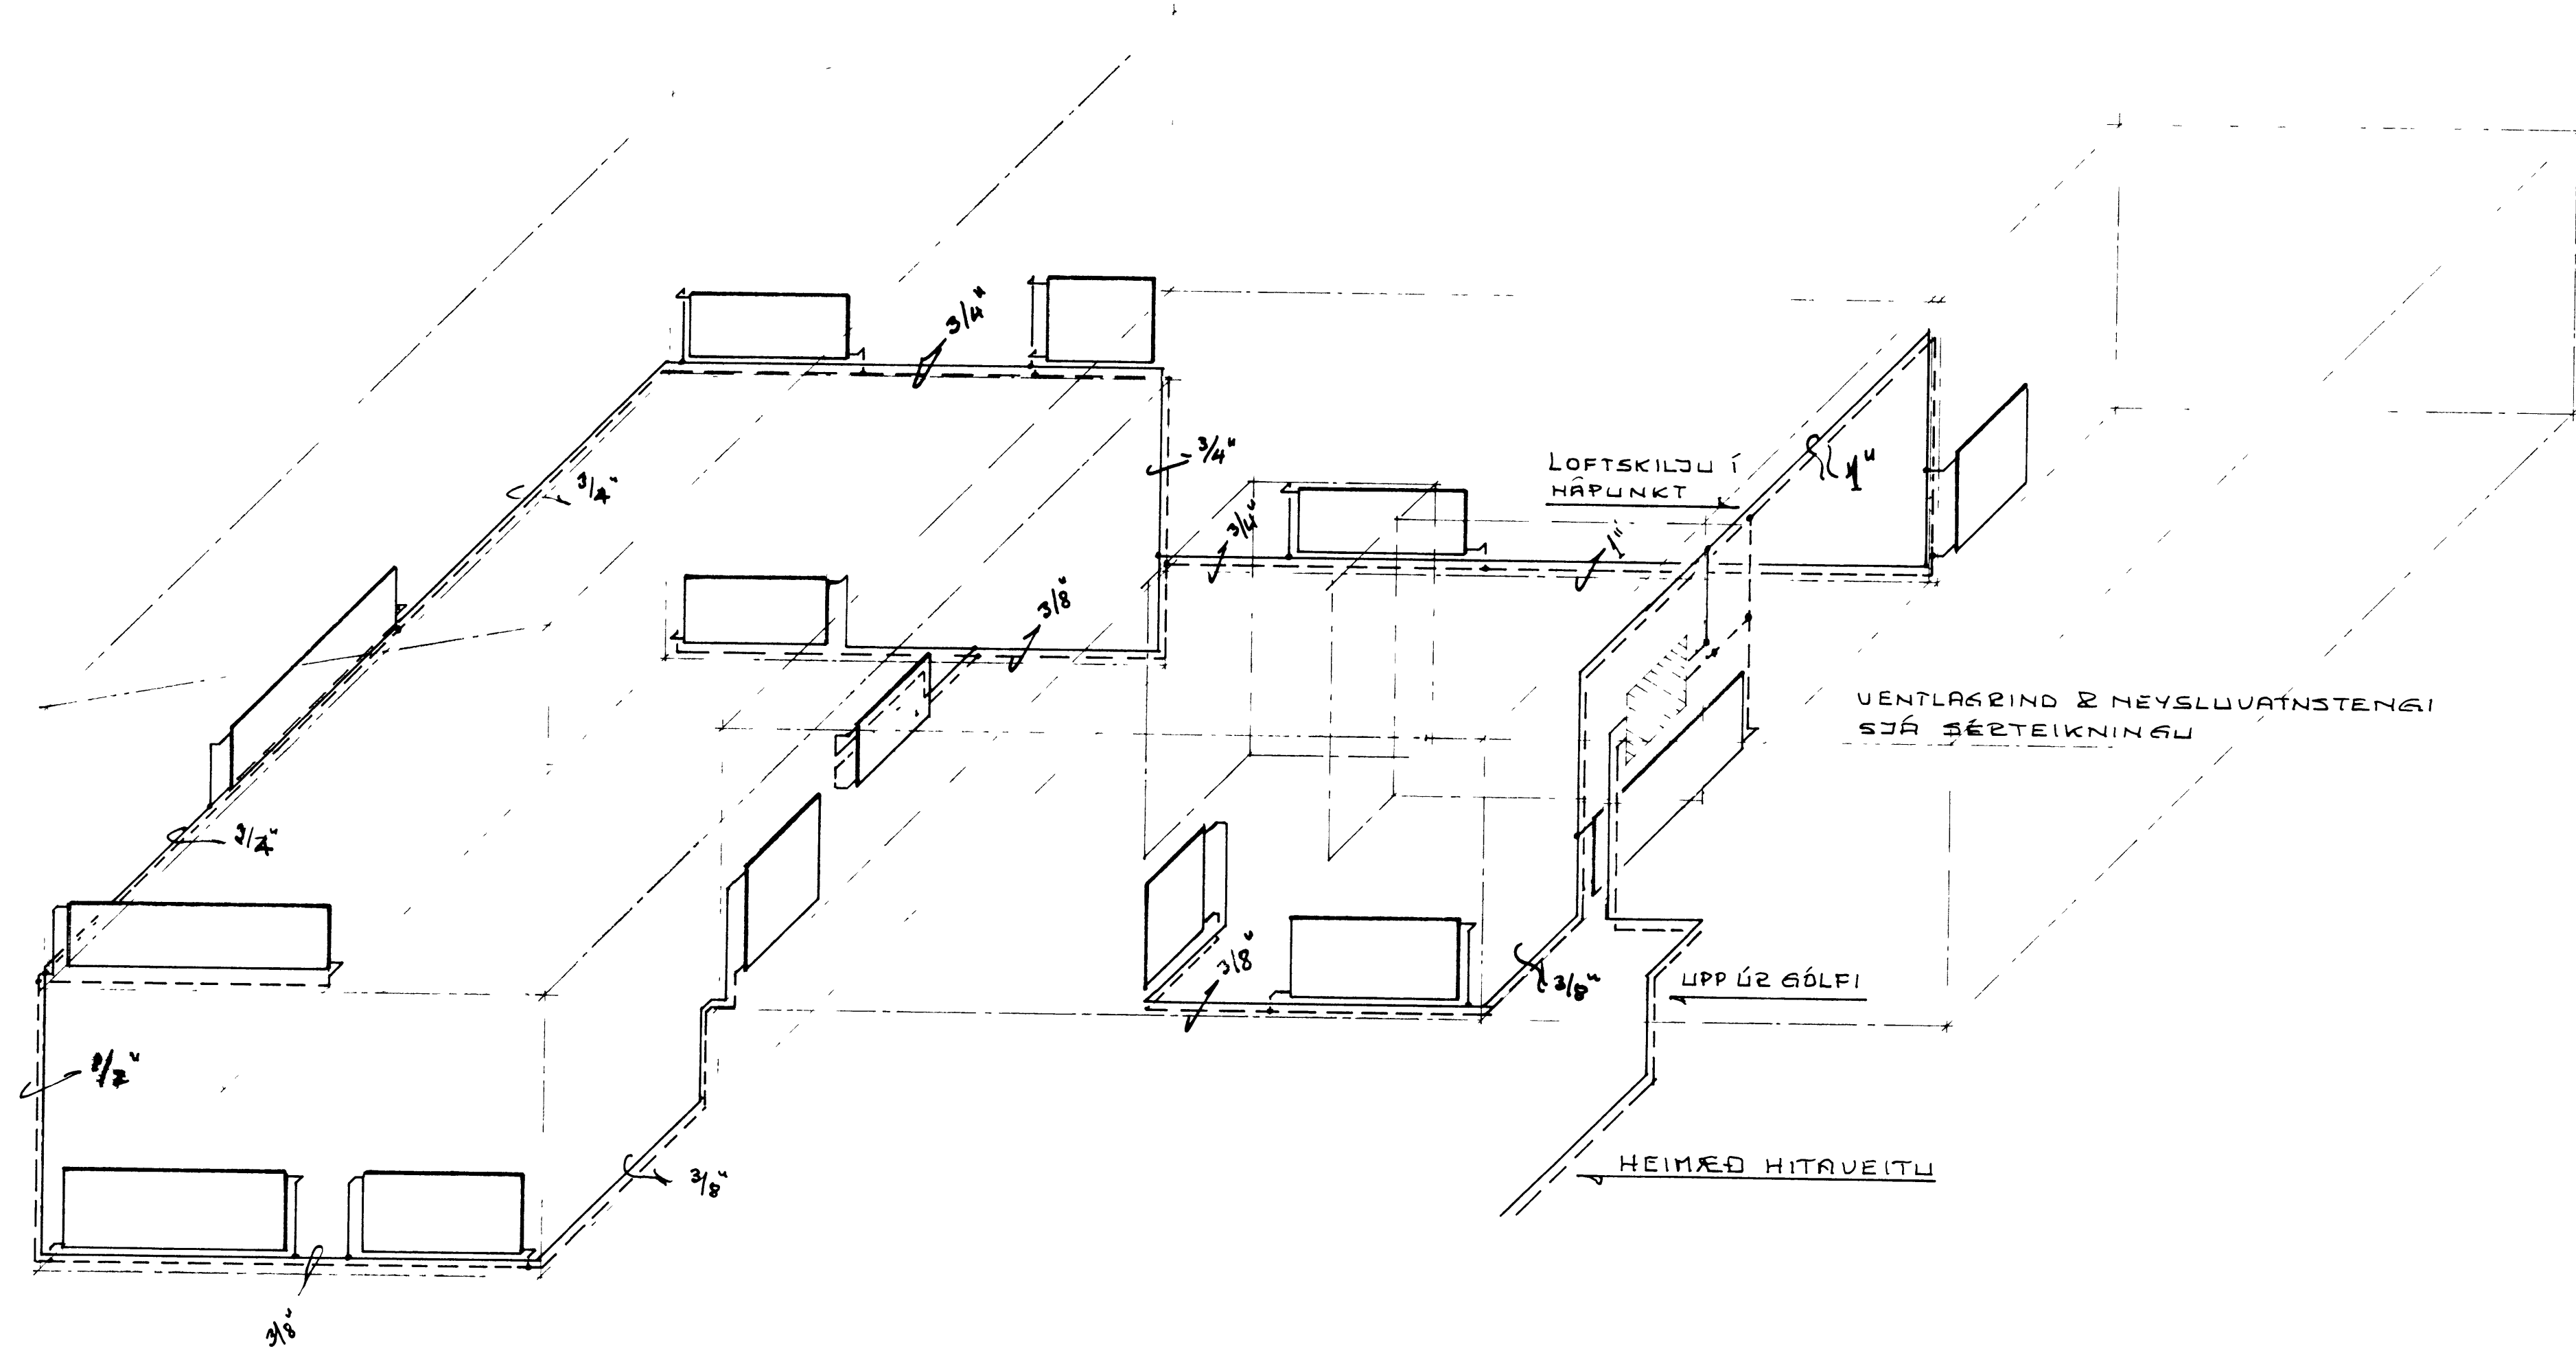 3/4"
3/4"
3/4"
LOFTSKILJU Í
HÁPUNKT
1"
3/4"
1"
3/8"
VENTLAGRIND & NEYSLUVATNSTENGI
SJÁ SÉRTEIKNINGU
3/4"
3/8"
3/8"
UPP ÚR GÓLFI
1/2"
HEIMÆÐ HITAVEITU
3/8"
3/8"